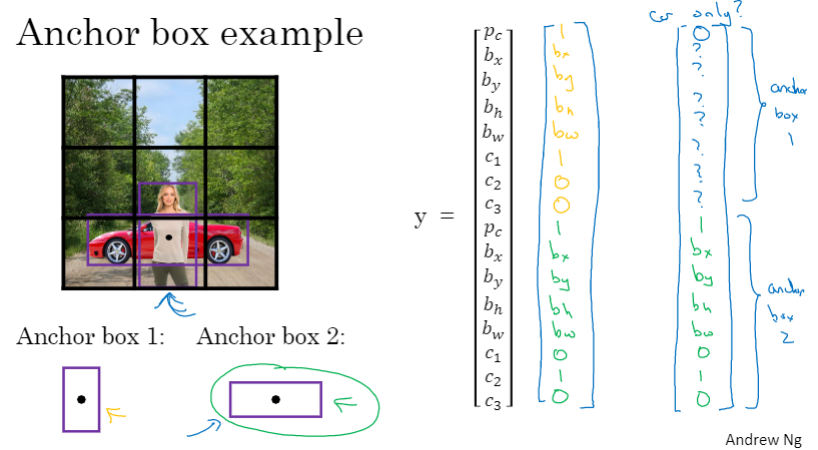 Anchor box example
car only?
p_c 1 0
b_x bx ?
b_y by ?
b_h bh ?
b_w bw ?
c_1 1 ?
c_2 0 ?
c_3 0 ?
anchor box 1
y =
p_c 1 1
b_x bx bx
b_y by by
b_h bh bh
b_w bw bw
c_1 0 0
c_2 1 1
c_3 0 0
anchor box 2
Anchor box 1: Anchor box 2:
Andrew Ng